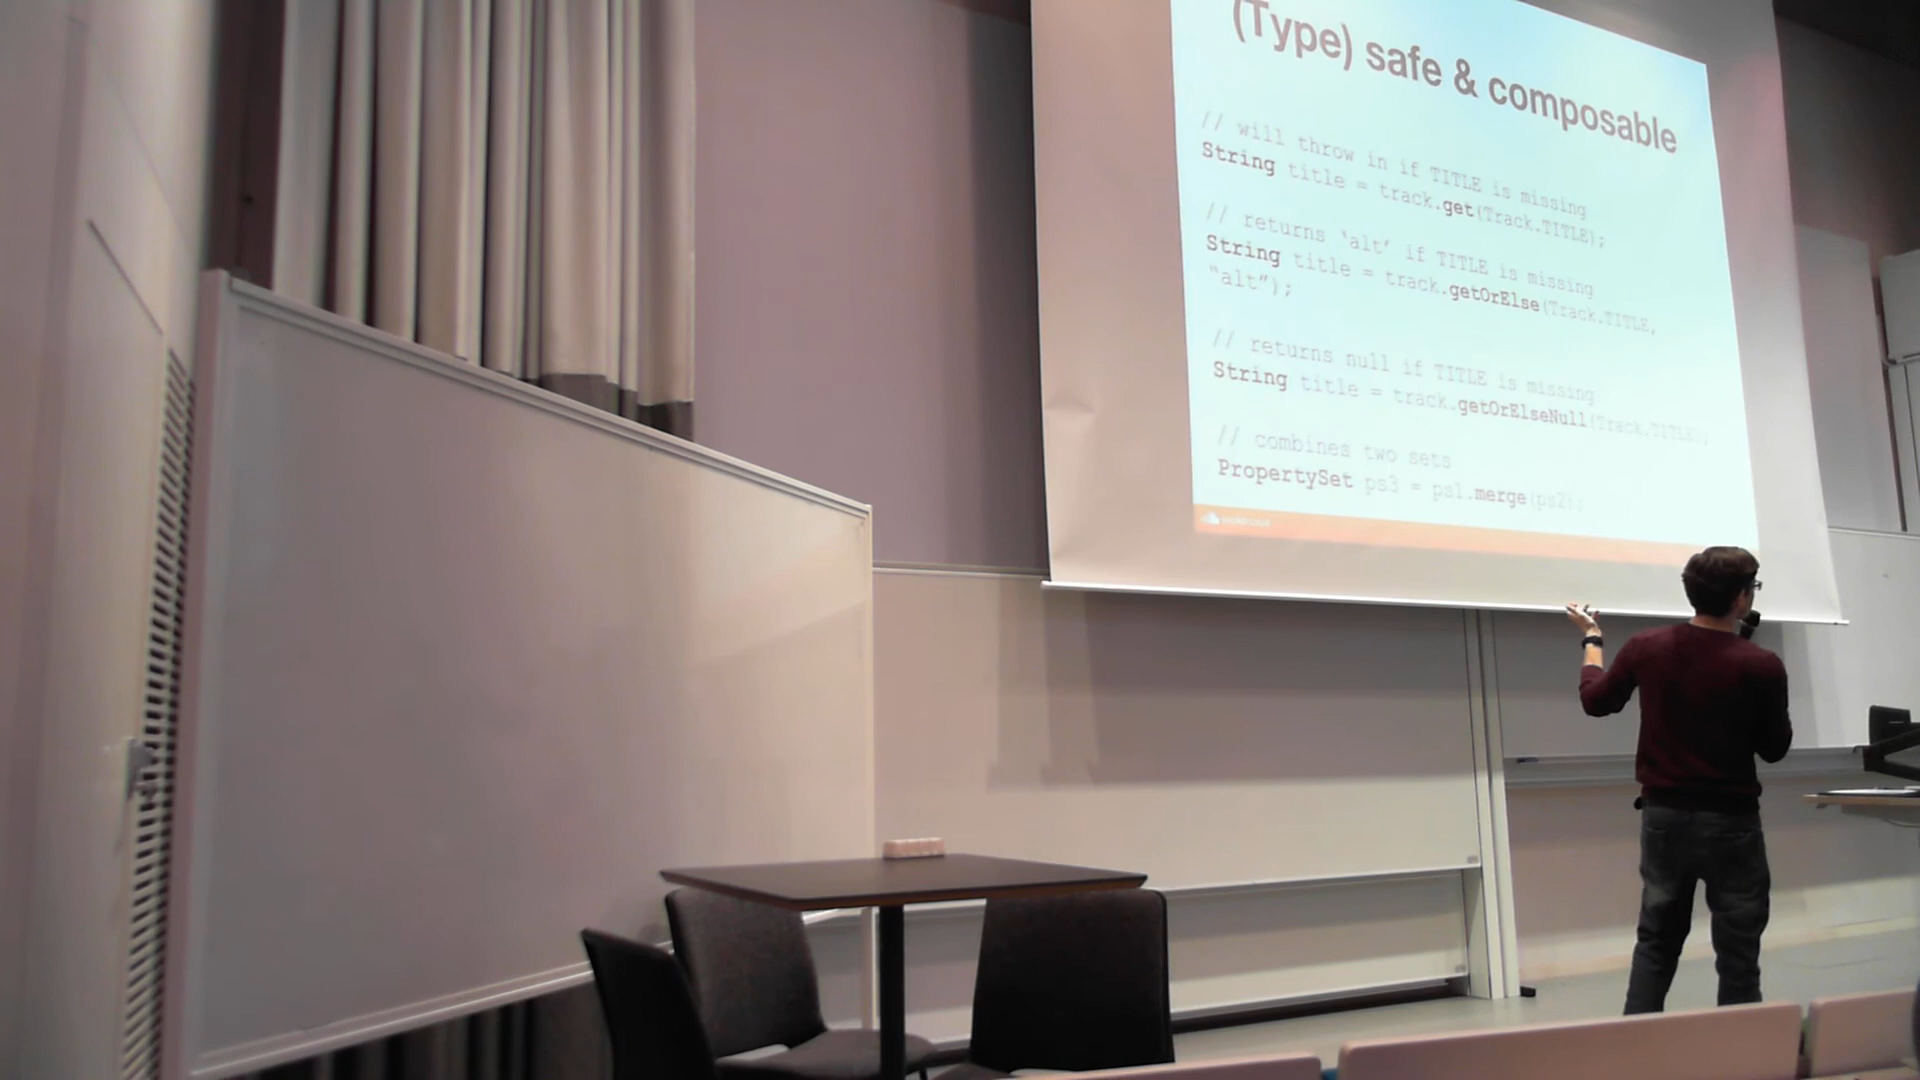 (Type) safe & composable
// will throw in if TITLE is missing
String title = track.get(Track.TITLE);
// returns ‘alt’ if TITLE is missing
String title = track.getOrElse(Track.TITLE,
“alt”);
// returns null if TITLE is missing
String title = track.getOrElseNull(Track.TITLE);
// combines two sets
PropertySet ps3 = ps1.merge(ps2);